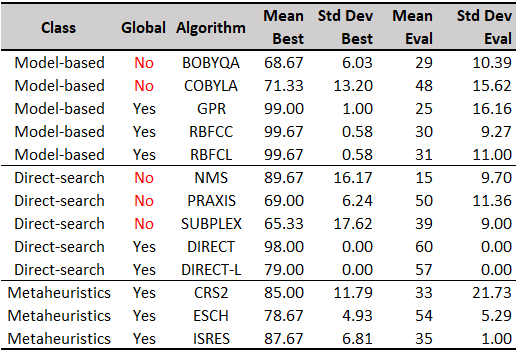 Class Global Algorithm Mean Best Std Dev Best Mean Eval Std Dev Eval
Model-based No BOBYQA 68.67 6.03 29 10.39
Model-based No COBYLA 71.33 13.20 48 15.62
Model-based Yes GPR 99.00 1.00 25 16.16
Model-based Yes RBFCC 99.67 0.58 30 9.27
Model-based Yes RBFCL 99.67 0.58 31 11.00
Direct-search No NMS 89.67 16.17 15 9.70
Direct-search No PRAXIS 69.00 6.24 50 11.36
Direct-search No SUBPLEX 65.33 17.62 39 9.00
Direct-search Yes DIRECT 98.00 0.00 60 0.00
Direct-search Yes DIRECT-L 79.00 0.00 57 0.00
Metaheuristics Yes CRS2 85.00 11.79 33 21.73
Metaheuristics Yes ESCH 78.67 4.93 54 5.29
Metaheuristics Yes ISRES 87.67 6.81 35 1.00